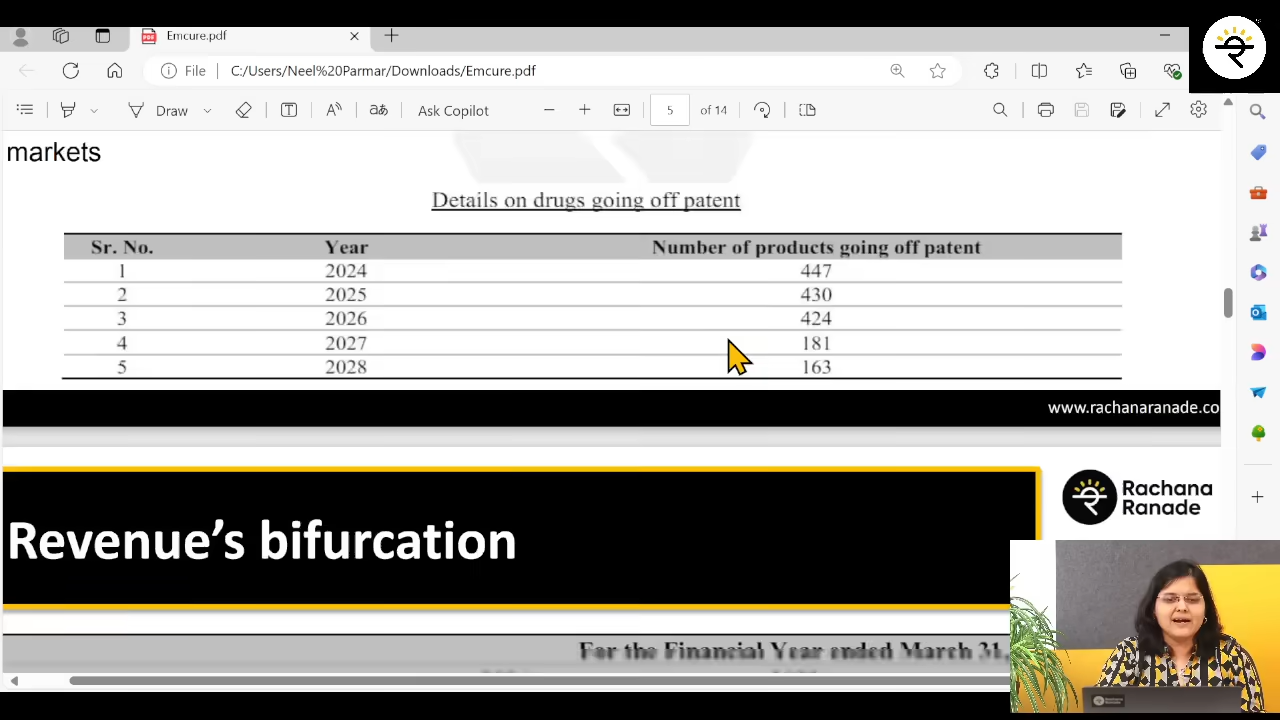 Emcure.pdf
File
C:/Users/Neel%20Parmar/Downloads/Emcure.pdf
Draw
Ask Copilot
5
of 14
markets
Details on drugs going off patent
Sr. No. Year Number of products going off patent
1 2024 447
2 2025 430
3 2026 424
4 2027 181
5 2028 163
www.rachanaranade.co
Revenue’s bifurcation
Rachana
Ranade
For the Financial Year ended March 31,